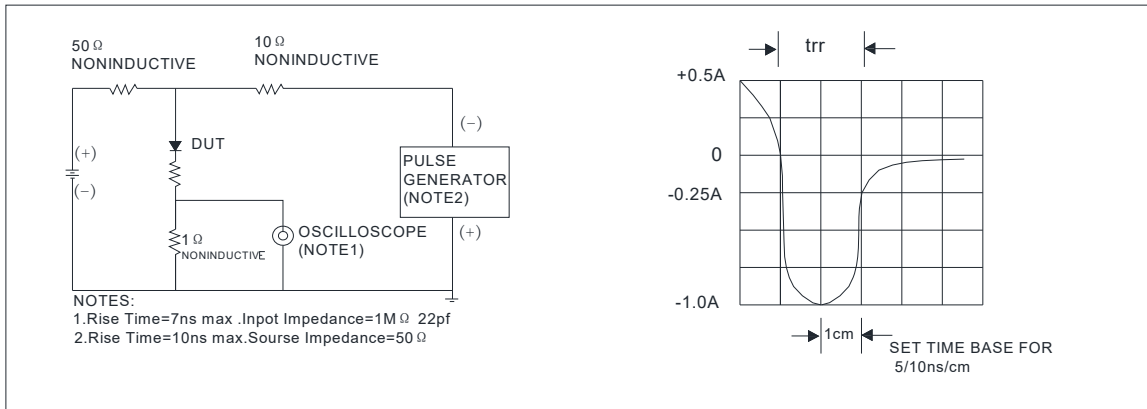 50 Ω
NONINDUCTIVE
10 Ω
NONINDUCTIVE
(+)
(−)
DUT
1 Ω
NONINDUCTIVE
OSCILLOSCOPE
(NOTE1)
(−)
PULSE
GENERATOR
(NOTE2)
(+)
NOTES:
1.Rise Time=7ns max .Inpot Impedance=1M Ω 22pf
2.Rise Time=10ns max.Sourse Impedance=50 Ω
trr
+0.5A
0
-0.25A
-1.0A
1cm
SET TIME BASE FOR
5/10ns/cm